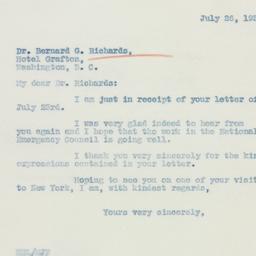 July 26, 193
Dr. Bernard G. Richards,
Hotel Grafton,
Washington, D. C.
My dear Dr. Richards:
I am just in receipt of your letter of
July 23rd.
I was very glad indeed to hear from
you again and I hope that the work in the National
Emergency Council is going well.
I thank you very sincerely for the kin
expressions contained in your letter.
Hoping to see you on one of your visit
to New York, I am, with kindest regards,
Yours very sincerely,